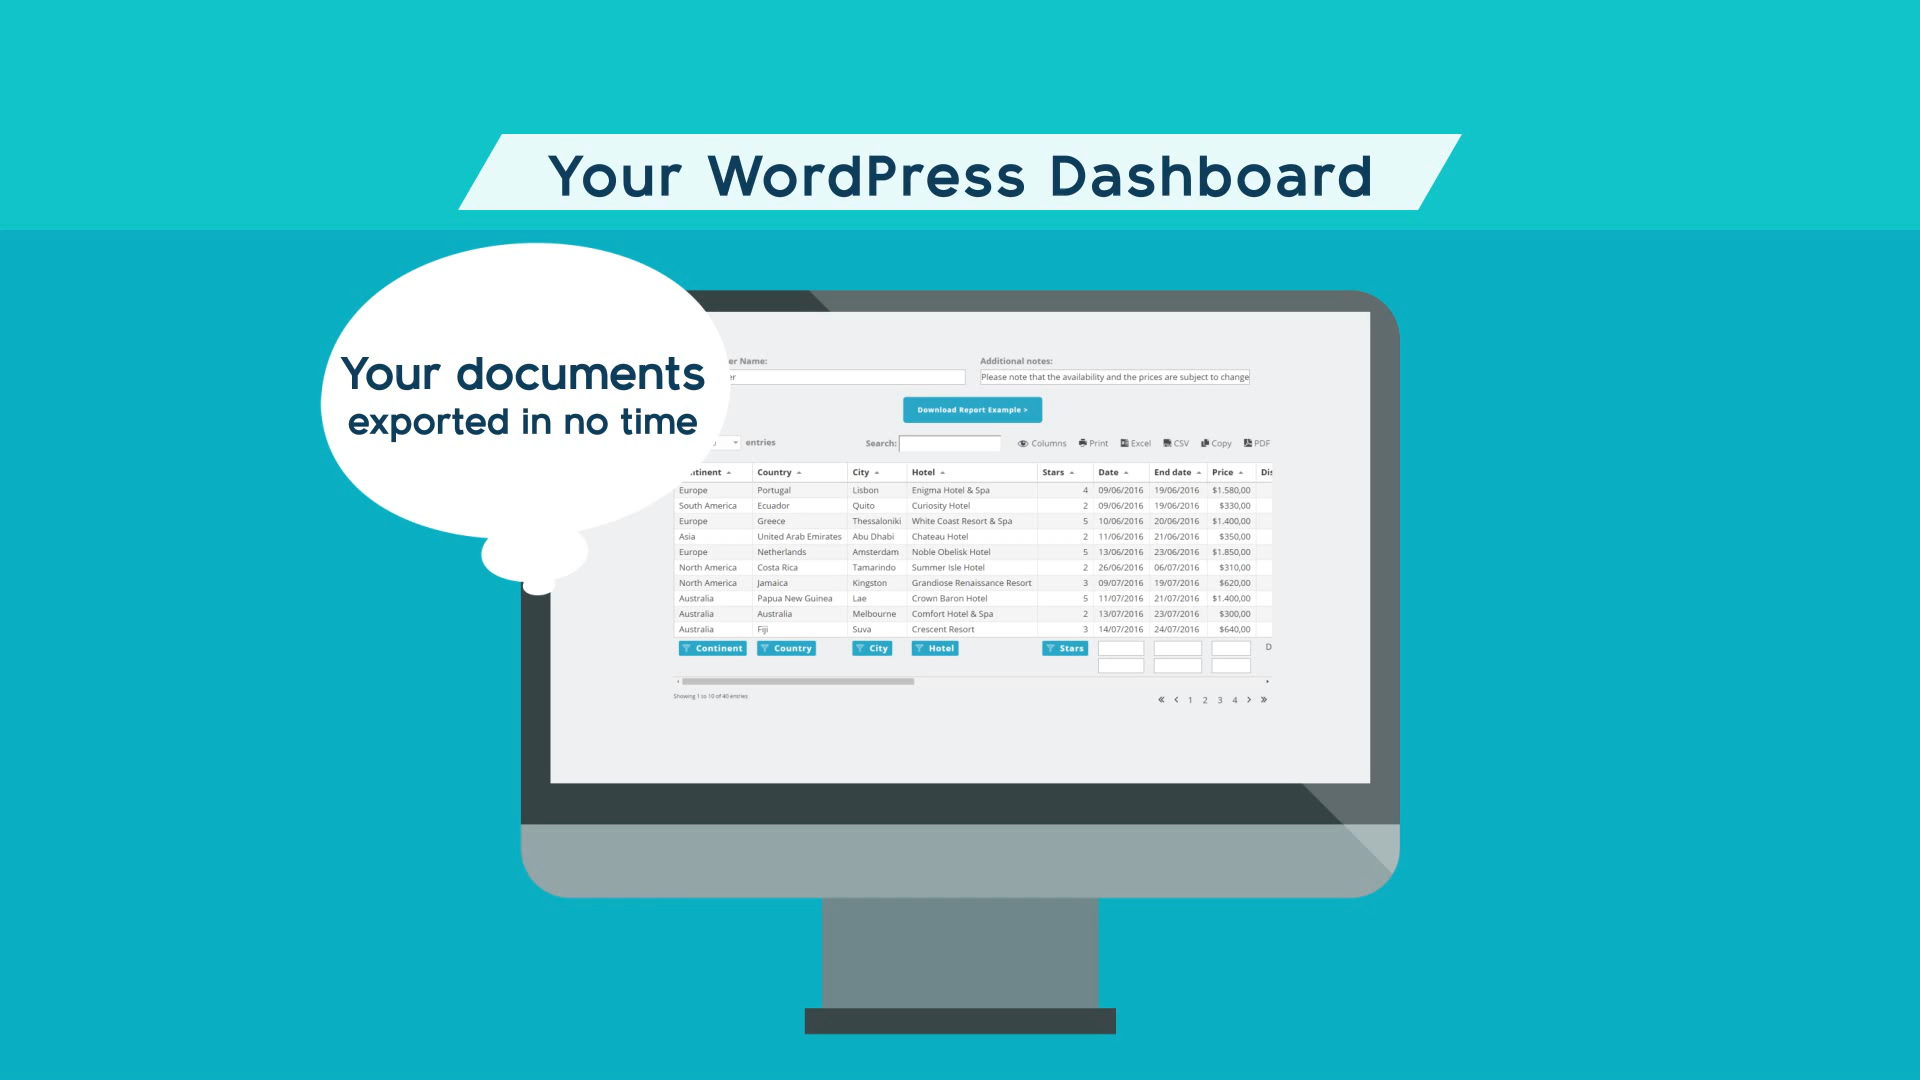 Your WordPress Dashboard
Your documents
exported in no time
er Name: Additional notes:
er Please note that the availability and the prices are subject to change
Download Report Example >
entries Search: Columns Print Excel CSV Copy PDF
ntinent Country City Hotel Stars Date End date Price Dis
Europe Portugal Lisbon Enigma Hotel & Spa 4 09/06/2016 19/06/2016 $1.580,00
South America Ecuador Quito Curiosity Hotel 2 09/06/2016 19/06/2016 $330,00
Europe Greece Thessaloniki White Coast Resort & Spa 5 10/06/2016 20/06/2016 $1.400,00
Asia United Arab Emirates Abu Dhabi Chateau Hotel 2 11/06/2016 21/06/2016 $350,00
Europe Netherlands Amsterdam Noble Obelisk Hotel 5 13/06/2016 23/06/2016 $1.850,00
North America Costa Rica Tamarindo Summer Isle Hotel 2 26/06/2016 06/07/2016 $310,00
North America Jamaica Kingston Grandiose Renaissance Resort 3 09/07/2016 19/07/2016 $620,00
Australia Papua New Guinea Lae Crown Baron Hotel 5 11/07/2016 21/07/2016 $1.400,00
Australia Australia Melbourne Comfort Hotel & Spa 2 13/07/2016 23/07/2016 $300,00
Australia Fiji Suva Crescent Resort 3 14/07/2016 24/07/2016 $640,00
Continent Country City Hotel Stars D
Showing 1 to 10 of 40 entries
« ‹ 1 2 3 4 › »